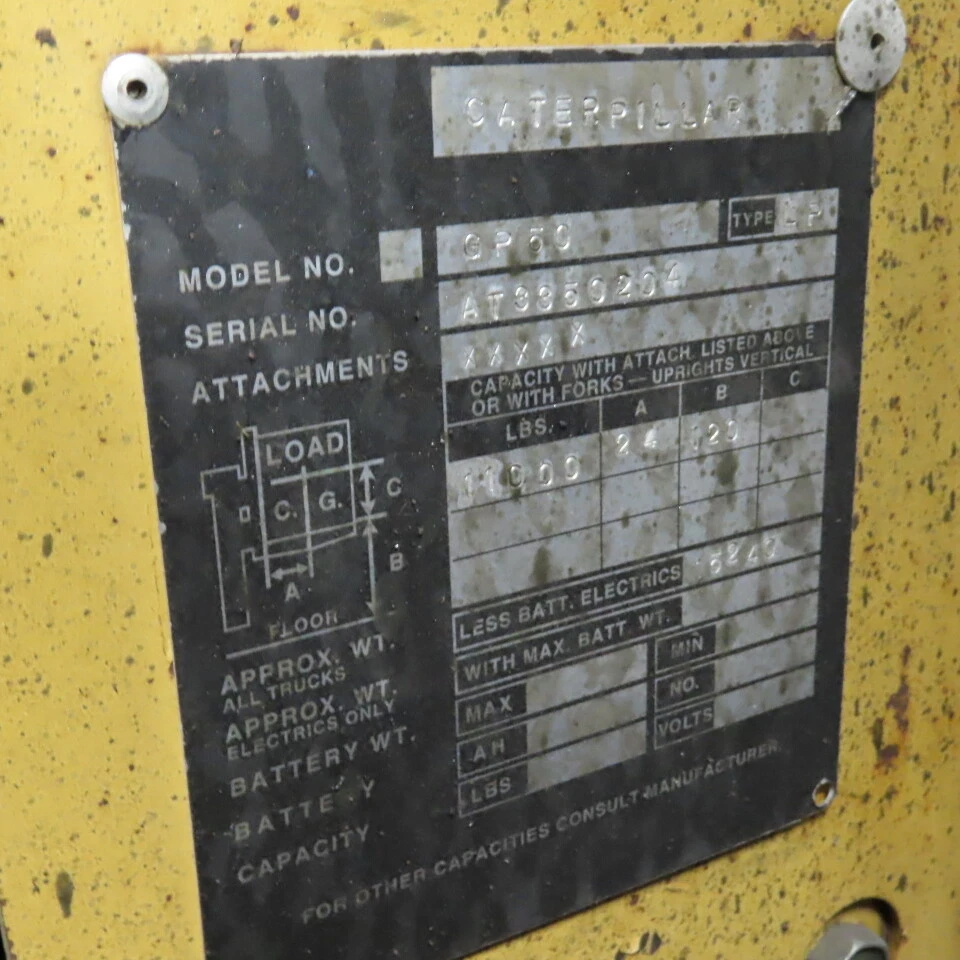 CATERPILLAR
MODEL NO. GP50 TYPE LP
SERIAL NO. AT3350204
ATTACHMENTS XXXXX
CAPACITY WITH ATTACH. LISTED ABOVE
OR WITH FORKS — UPRIGHTS VERTICAL
LBS. A B C
11000 24 120
LOAD
C. G. C
B
A
FLOOR
APPROX. WT. LESS BATT. ELECTRICS
ALL TRUCKS
APPROX. WT. WITH MAX. BATT. WT.
ELECTRICS ONLY
BATTERY WT. MAX MIN
BATTERY AH NO.
CAPACITY LBS VOLTS
FOR OTHER CAPACITIES CONSULT MANUFACTURER.